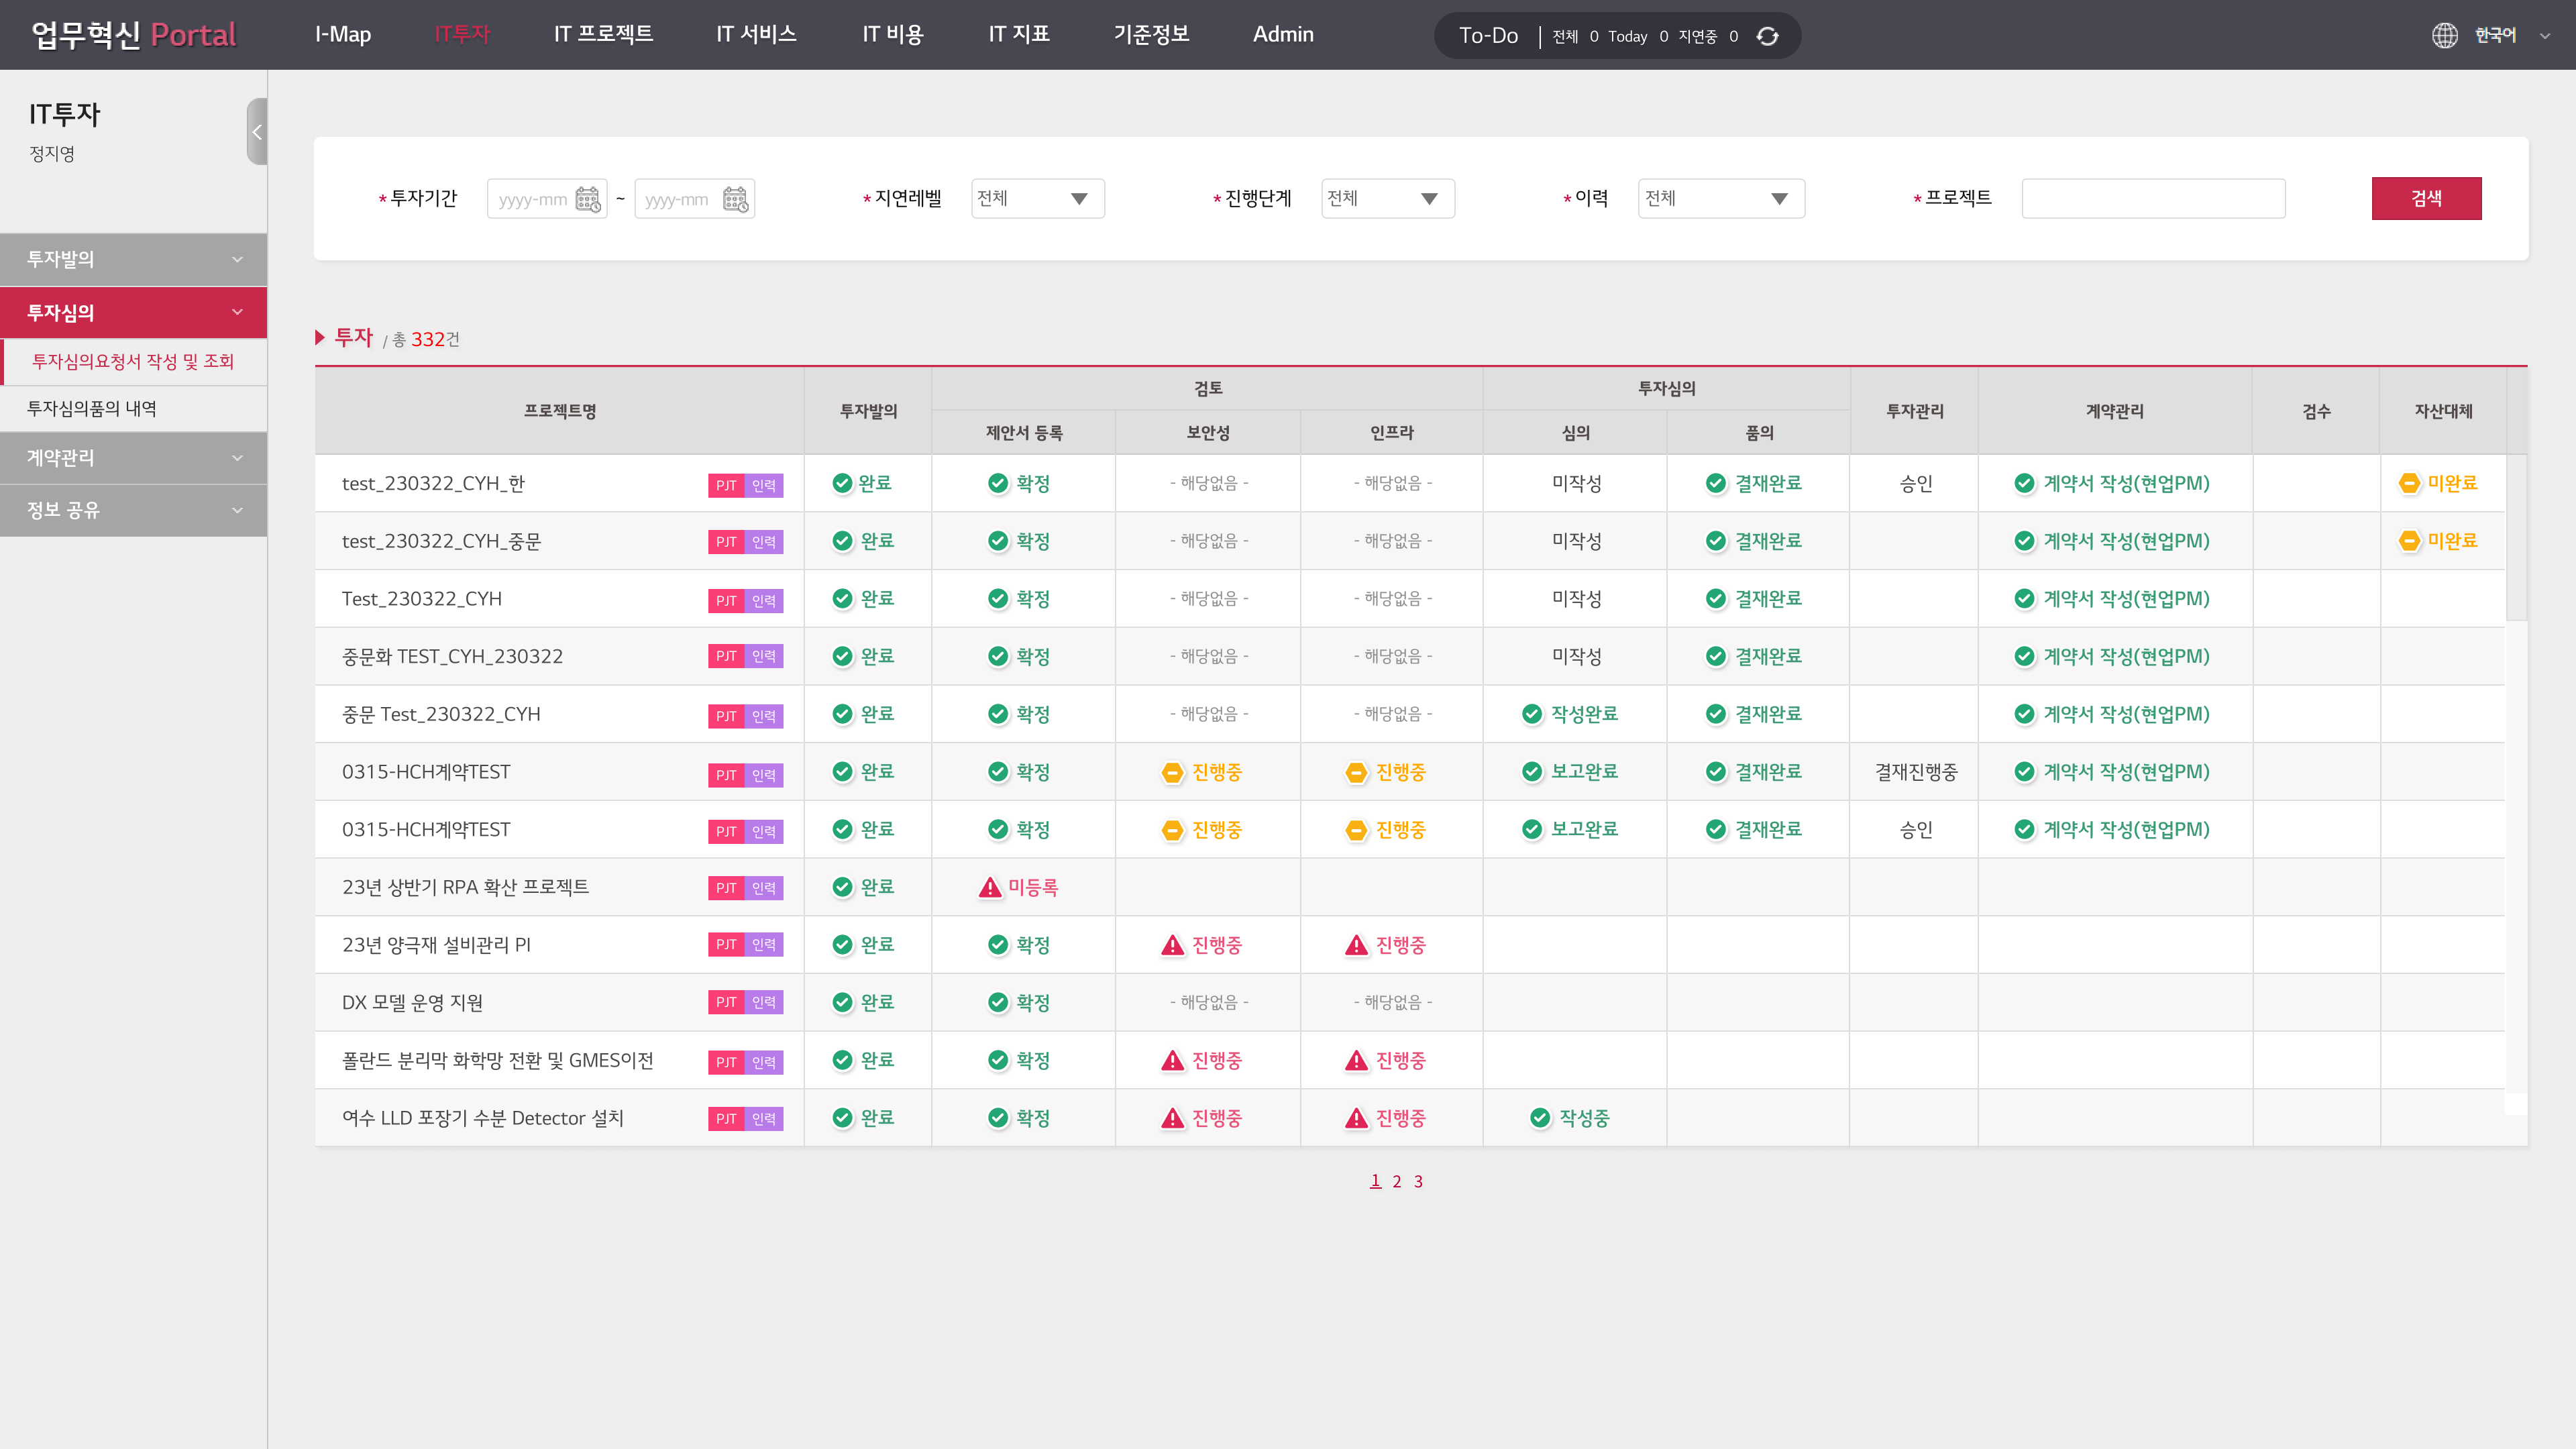 업무혁신 Portal I-Map IT투자 IT 프로젝트 IT 서비스 IT 비용 IT 지표 기준정보 Admin To-Do 전체 0 Today 0 지연중 0 한국어
IT투자
정지영
투자발의
투자심의
투자심의요청서 작성 및 조회
투자심의품의 내역
계약관리
정보 공유
*투자기간 yyyy-mm ~ yyyy-mm *지연레벨 전체 *진행단계 전체 *이력 전체 *프로젝트 검색
투자 / 총 332건
프로젝트명 투자발의 검토 투자심의 투자관리 계약관리 검수 자산대체
제안서 등록 보안성 인프라 심의 품의
test_230322_CYH_한 PJT 인력 완료 확정 - 해당없음 - - 해당없음 - 미작성 결재완료 승인 계약서 작성(현업PM) 미완료
test_230322_CYH_중문 PJT 인력 완료 확정 - 해당없음 - - 해당없음 - 미작성 결재완료 계약서 작성(현업PM) 미완료
Test_230322_CYH PJT 인력 완료 확정 - 해당없음 - - 해당없음 - 미작성 결재완료 계약서 작성(현업PM)
중문화 TEST_CYH_230322 PJT 인력 완료 확정 - 해당없음 - - 해당없음 - 미작성 결재완료 계약서 작성(현업PM)
중문 Test_230322_CYH PJT 인력 완료 확정 - 해당없음 - - 해당없음 - 작성완료 결재완료 계약서 작성(현업PM)
0315-HCH계약TEST PJT 인력 완료 확정 진행중 진행중 보고완료 결재완료 결재진행중 계약서 작성(현업PM)
0315-HCH계약TEST PJT 인력 완료 확정 진행중 진행중 보고완료 결재완료 승인 계약서 작성(현업PM)
23년 상반기 RPA 확산 프로젝트 PJT 인력 완료 미등록
23년 양극재 설비관리 PI PJT 인력 완료 확정 진행중 진행중
DX 모델 운영 지원 PJT 인력 완료 확정 - 해당없음 - - 해당없음 -
폴란드 분리막 화학망 전환 및 GMES이전 PJT 인력 완료 확정 진행중 진행중
여수 LLD 포장기 수분 Detector 설치 PJT 인력 완료 확정 진행중 진행중 작성중
1 2 3